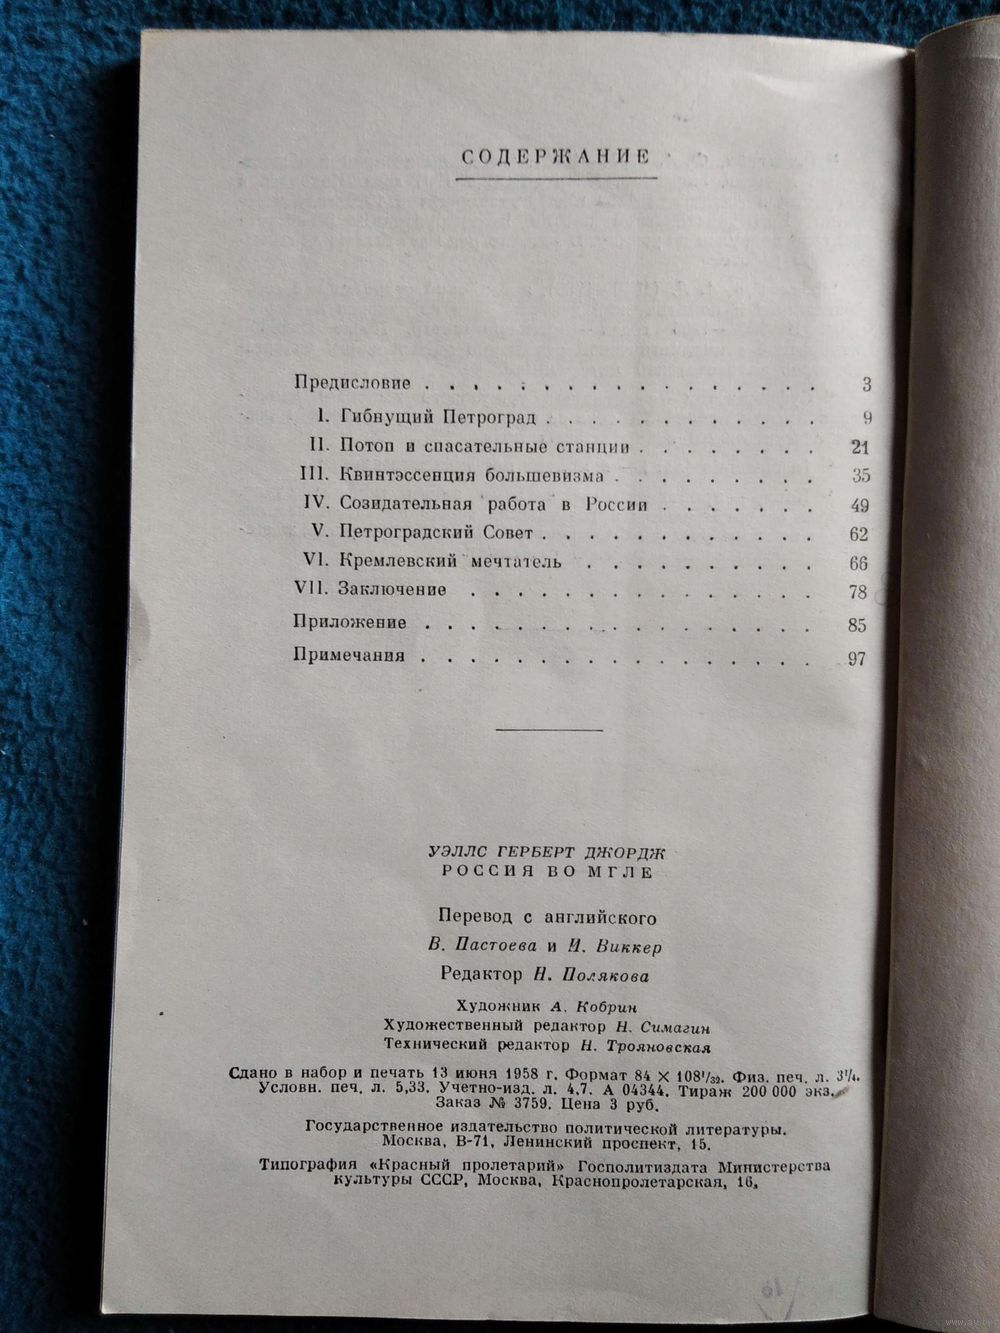 СОДЕРЖАНИЕ
Предисловие . . . . . . . . . . . . . . . . . 3
I. Гибнущий Петроград . . . . . . . . . . . . 9
II. Потоп и спасательные станции . . . . . . . . 21
III. Квинтэссенция большевизма . . . . . . . . . 35
IV. Созидательная работа в России . . . . . . . 49
V. Петроградский Совет . . . . . . . . . . . . 62
VI. Кремлевский мечтатель . . . . . . . . . . 66
VII. Заключение . . . . . . . . . . . . . . . 78
Приложение . . . . . . . . . . . . . . . . . 85
Примечания . . . . . . . . . . . . . . . . . 97
УЭЛЛС ГЕРБЕРТ ДЖОРДЖ
РОССИЯ ВО МГЛЕ
Перевод с английского
В. Пастоева и И. Виккер
Редактор Н. Полякова
Художник А. Кобрин
Художественный редактор Н. Симагин
Технический редактор Н. Трояновская
Сдано в набор и печать 13 июня 1958 г. Формат 84 × 108¹/₃₂. Физ. печ. л. 3¹/₄.
Условн. печ. л. 5,33. Учетно-изд. л. 4,7. А 04344. Тираж 200 000 экз.
Заказ № 3759. Цена 3 руб.
Государственное издательство политической литературы.
Москва, В-71, Ленинский проспект, 15.
Типография «Красный пролетарий» Госполитиздата Министерства
культуры СССР, Москва, Краснопролетарская, 16.